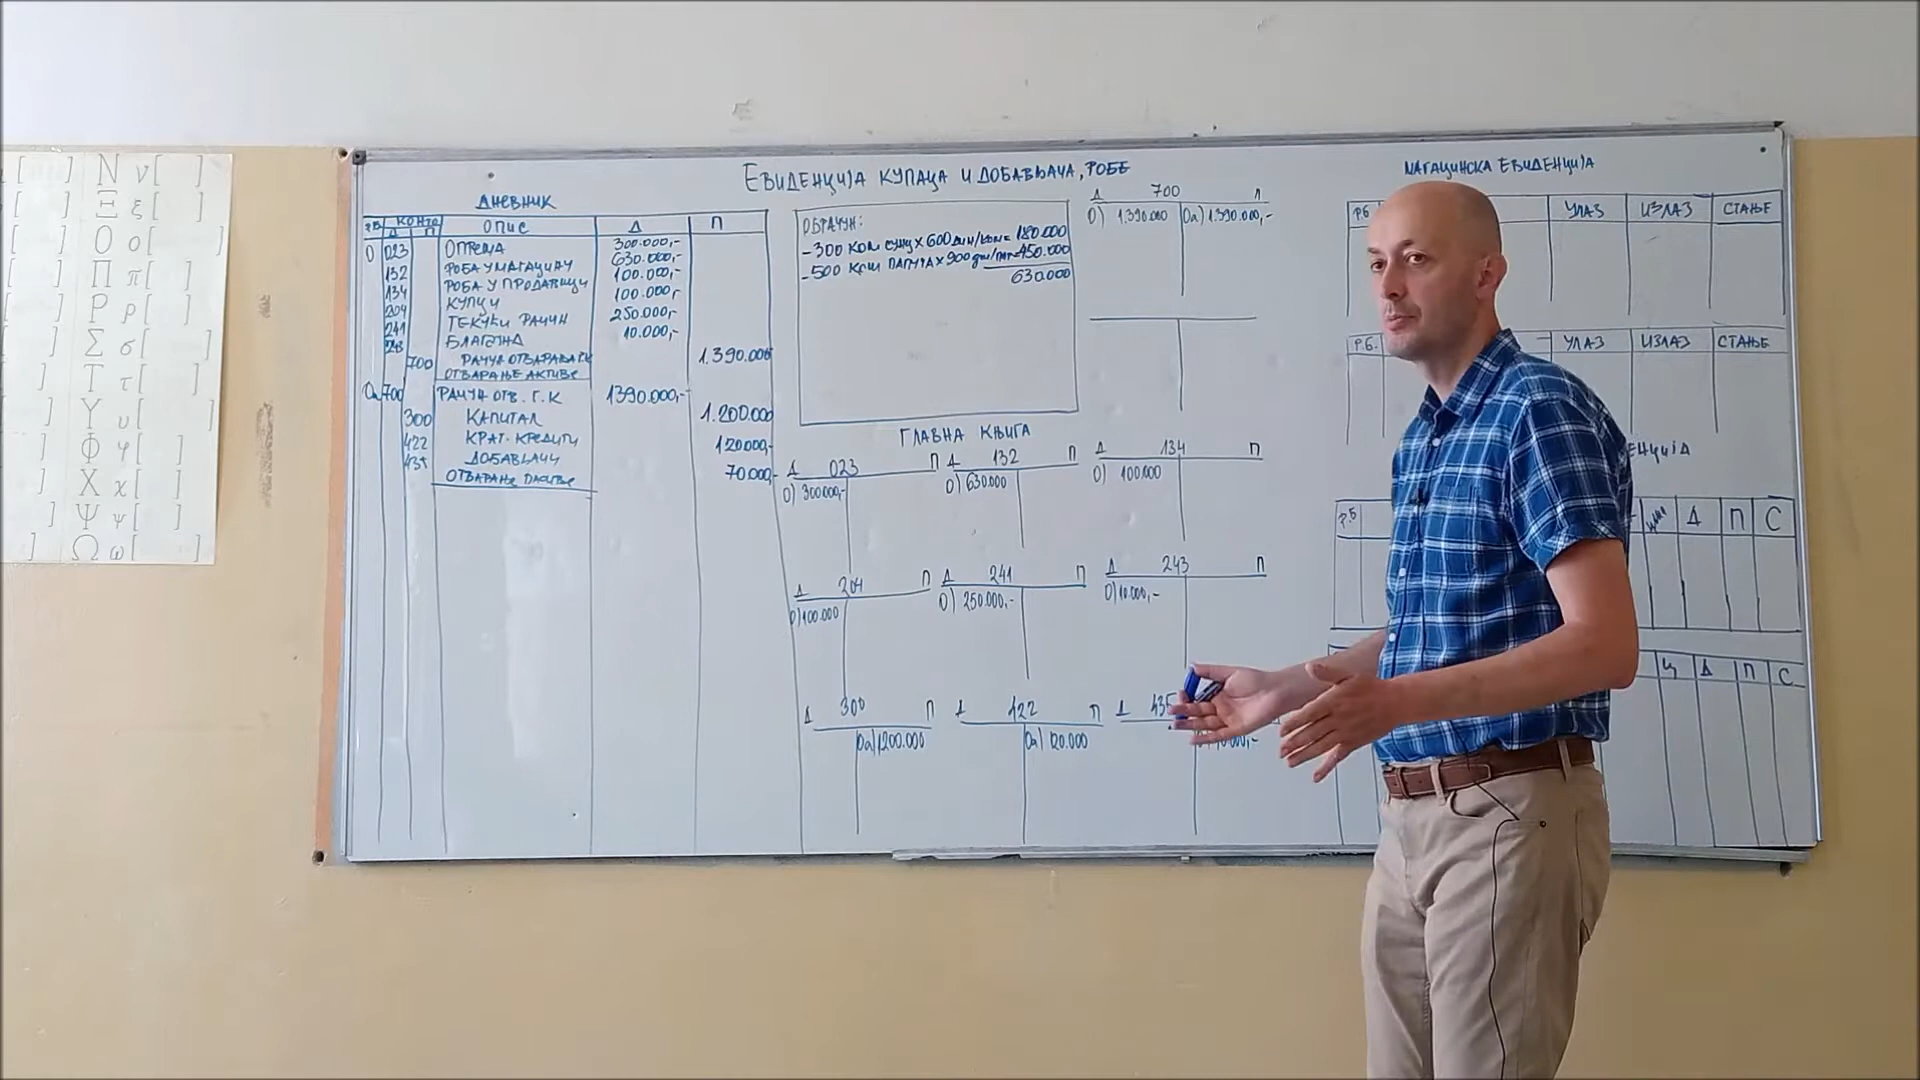 ЕВИДЕНЦИЈА КУПАЦА И ДОБАВЉАЧА, РОБЕ
ДНЕВНИК
Р.Б КОНТО ОПИС Д П
Д П
0 023 ОПРЕМА 300.000,-
132 РОБА У МАГАЦИНУ 630.000,-
134 РОБА У ПРОДАВНИЦИ 100.000,-
204 КУПЦИ 100.000,-
241 ТЕКУЋИ РАЧУН 250.000,-
243 БЛАГАЈНА 10.000,-
700 РАЧУН ОТВАРАЊА Г.К 1.390.000
ОТВАРАЊЕ АКТИВЕ
0а 700 РАЧУН ОТВ. Г.К 1390.000,-
300 КАПИТАЛ 1.200.000
422 КРАТ. КРЕДИТИ 120.000,-
435 ДОБАВЉАЧИ 70.000,-
ОТВАРАЊЕ ПАСИВЕ
ОБРАЧУН:
- 300 КОМ × 600 ДИН/КОМ = 180.000
- 500 КОМ ПАПУЧА × 900 = 450.000
630.000
Д 700 П
0) 1.390.000 0а) 1.390.000,-
ГЛАВНА КЊИГА
Д 023 П
0) 300000,-
Д 132 П
0) 630.000
Д 134 П
0) 100.000
Д 204 П
0) 100.000
Д 241 П
0) 250.000,-
Д 243 П
0) 10.000,-
Д 300 П
0а) 1200.000
Д 422 П
0а) 120.000
Д 435
МАГАЦИНСКА ЕВИДЕНЦИЈА
Р.Б УЛАЗ ИЗЛАЗ СТАЊЕ
Р.Б. УЛАЗ ИЗЛАЗ СТАЊЕ
ЕНЦИЈА
Р.Б Д П С
Ц Д П С
Ν ν[ ]
Ξ ξ[ ]
Ο ο[ ]
Π π[ ]
Ρ ρ[ ]
Σ σ[ ]
Τ τ[ ]
Υ υ[ ]
Φ φ[ ]
Χ χ[ ]
Ψ ψ[ ]
Ω ω[ ]